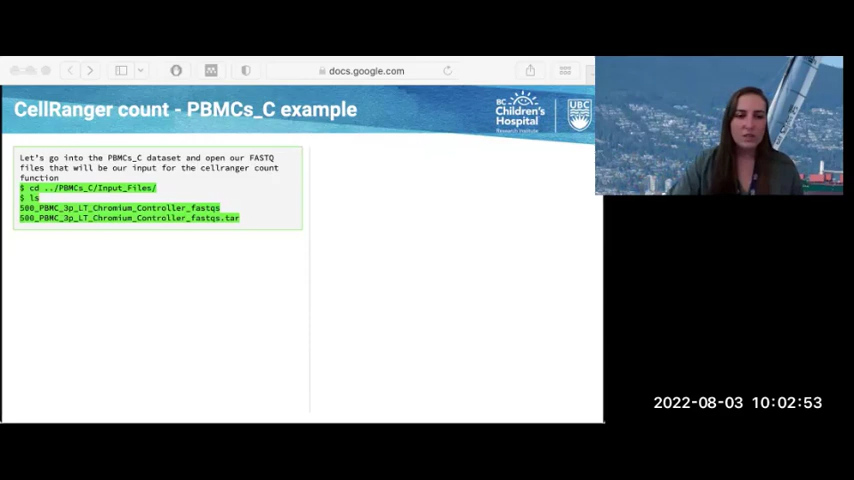 docs.google.com
CellRanger count - PBMCs_C example
BC
Children's
Hospital
Research Institute
UBC
Let's go into the PBMCs_C dataset and open our FASTQ
files that will be our input for the cellranger count
function
$ cd ../PBMCs_C/Input_Files/
$ ls
500_PBMC_3p_LT_Chromium_Controller_fastqs
500_PBMC_3p_LT_Chromium_Controller_fastqs.tar
2022-08-03 10:02:53